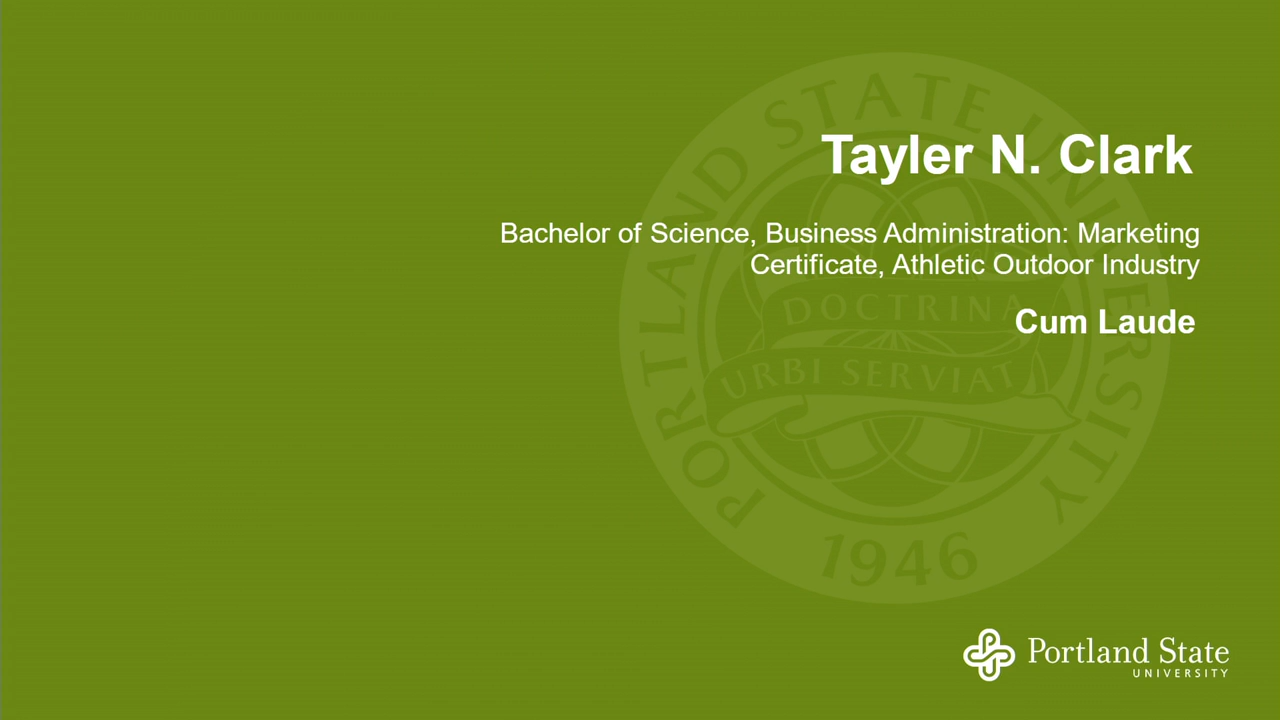 Tayler N. Clark
Bachelor of Science, Business Administration: Marketing
Certificate, Athletic Outdoor Industry
Cum Laude
PORTLAND STATE UNIVERSITY
DOCTRINA
URBI SERVIAT
1946
Portland State
UNIVERSITY